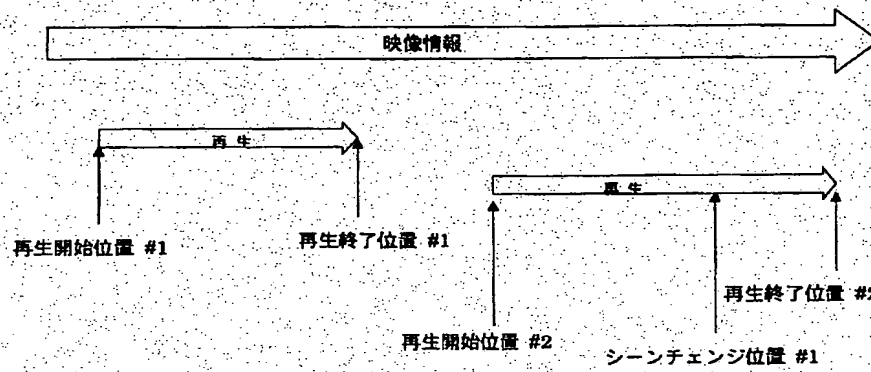 映像情報
再生
再生
再生開始位置 #1
再生終了位置 #1
再生終了位置 #2
再生開始位置 #2
シーンチェンジ位置 #1